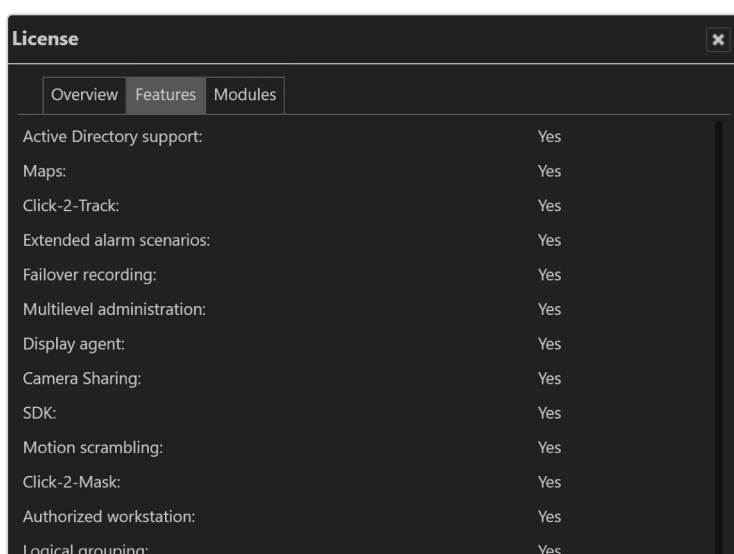 License
Overview Features Modules
Active Directory support: Yes
Maps: Yes
Click-2-Track: Yes
Extended alarm scenarios: Yes
Failover recording: Yes
Multilevel administration: Yes
Display agent: Yes
Camera Sharing: Yes
SDK: Yes
Motion scrambling: Yes
Click-2-Mask: Yes
Authorized workstation: Yes
Logical grouping: Yes